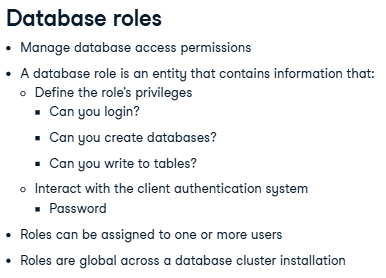 Database roles
• Manage database access permissions
• A database role is an entity that contains information that:
○ Define the role's privileges
▪ Can you login?
▪ Can you create databases?
▪ Can you write to tables?
○ Interact with the client authentication system
▪ Password
• Roles can be assigned to one or more users
• Roles are global across a database cluster installation